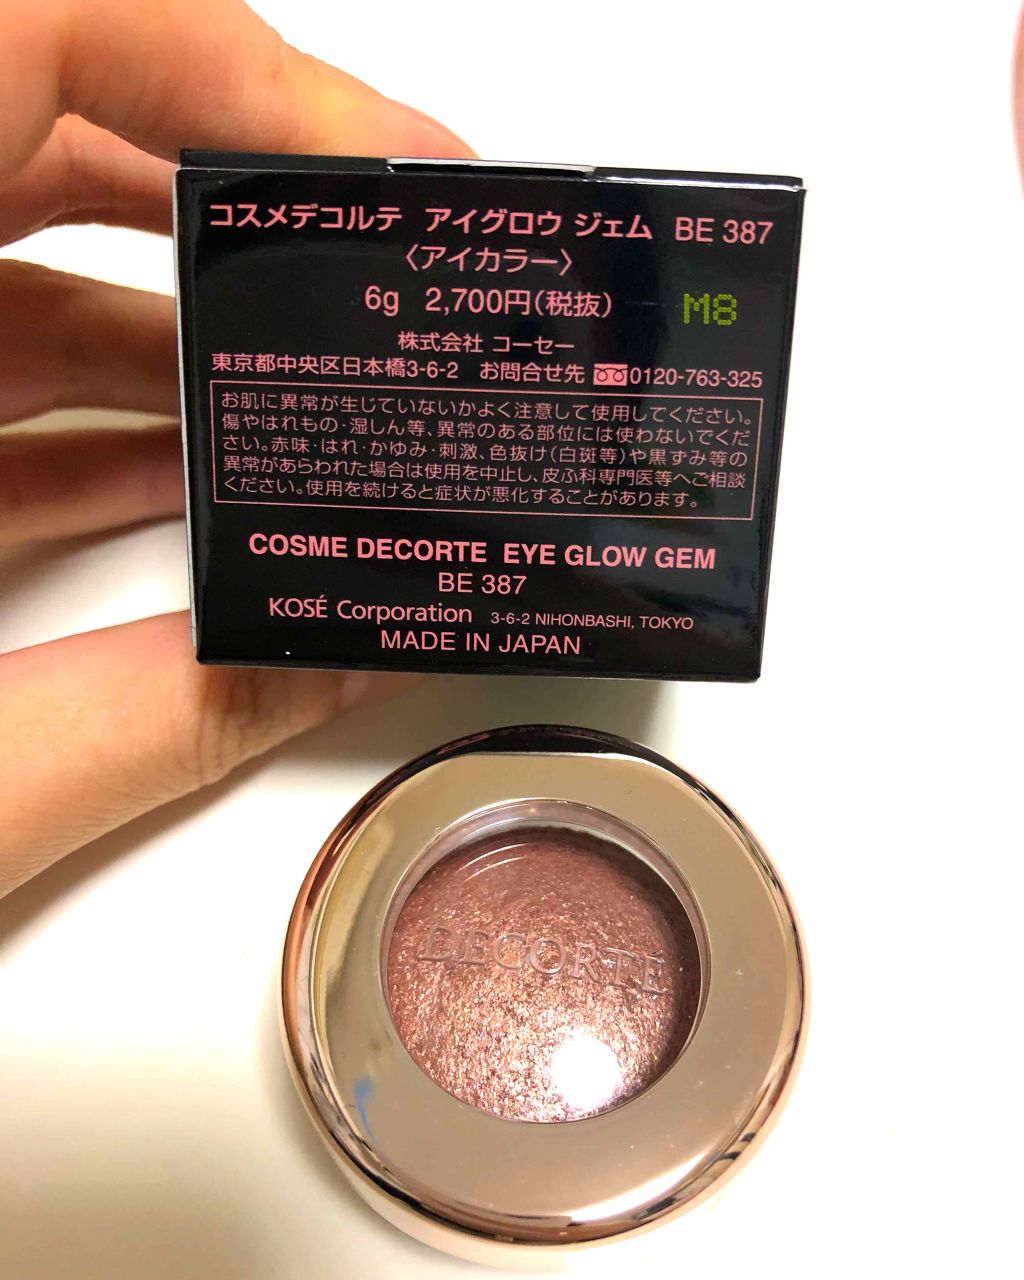 コスメデコルテ アイグロウ ジェム BE 387
〈アイカラー〉
6g 2,700円(税抜)
M8
株式会社 コーセー
東京都中央区日本橋3-6-2 お問合せ先 0120-763-325
お肌に異常が生じていないかよく注意して使用してください。
傷やはれもの・湿しん等、異常のある部位には使わないでくだ
さい。赤味・はれ・かゆみ・刺激、色抜け(白斑等)や黒ずみ等の
異常があらわれた場合は使用を中止し、皮ふ科専門医等へご相談
ください。使用を続けると症状が悪化することがあります。
COSME DECORTE EYE GLOW GEM
BE 387
KOSÉ Corporation 3-6-2 NIHONBASHI, TOKYO
MADE IN JAPAN
DECORTÉ